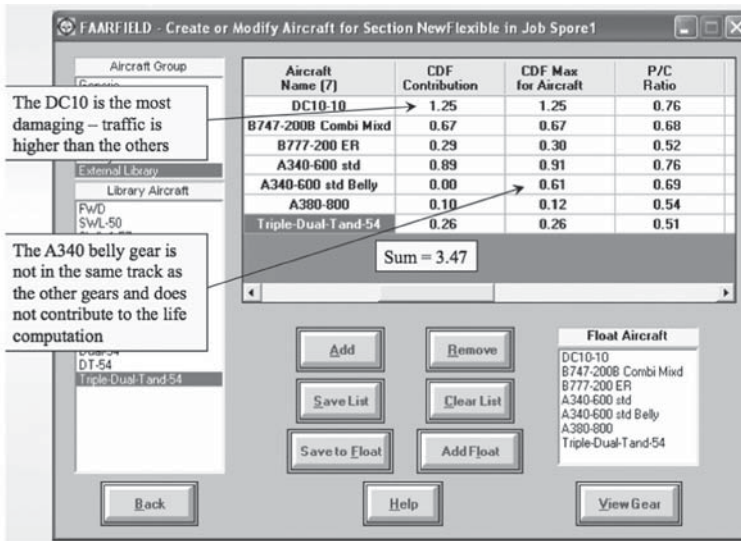 FAARFIELD - Create or Modify Aircraft for Section NewFlexible in Job Spore1
Aircraft Group
Generic
External Library
The DC10 is the most
damaging – traffic is
higher than the others
Library Aircraft
FWD
SWL-50
The A340 belly gear is
not in the same track as
the other gears and does
not contribute to the life
computation
Dual-54
DT-54
Triple-Dual-Tand-54
Aircraft Name (7) CDF Contribution CDF Max for Aircraft P/C Ratio
DC10-10 1.25 1.25 0.76
B747-200B Combi Mixd 0.67 0.67 0.68
B777-200 ER 0.29 0.30 0.52
A340-600 std 0.89 0.91 0.76
A340-600 std Belly 0.00 0.61 0.69
A380-800 0.10 0.12 0.54
Triple-Dual-Tand-54 0.26 0.26 0.51
Sum = 3.47
Add
Remove
Save List
Clear List
Save to Float
Add Float
Float Aircraft
DC10-10
B747-200B Combi Mixd
B777-200 ER
A340-600 std
A340-600 std Belly
A380-800
Triple-Dual-Tand-54
Back
Help
View Gear